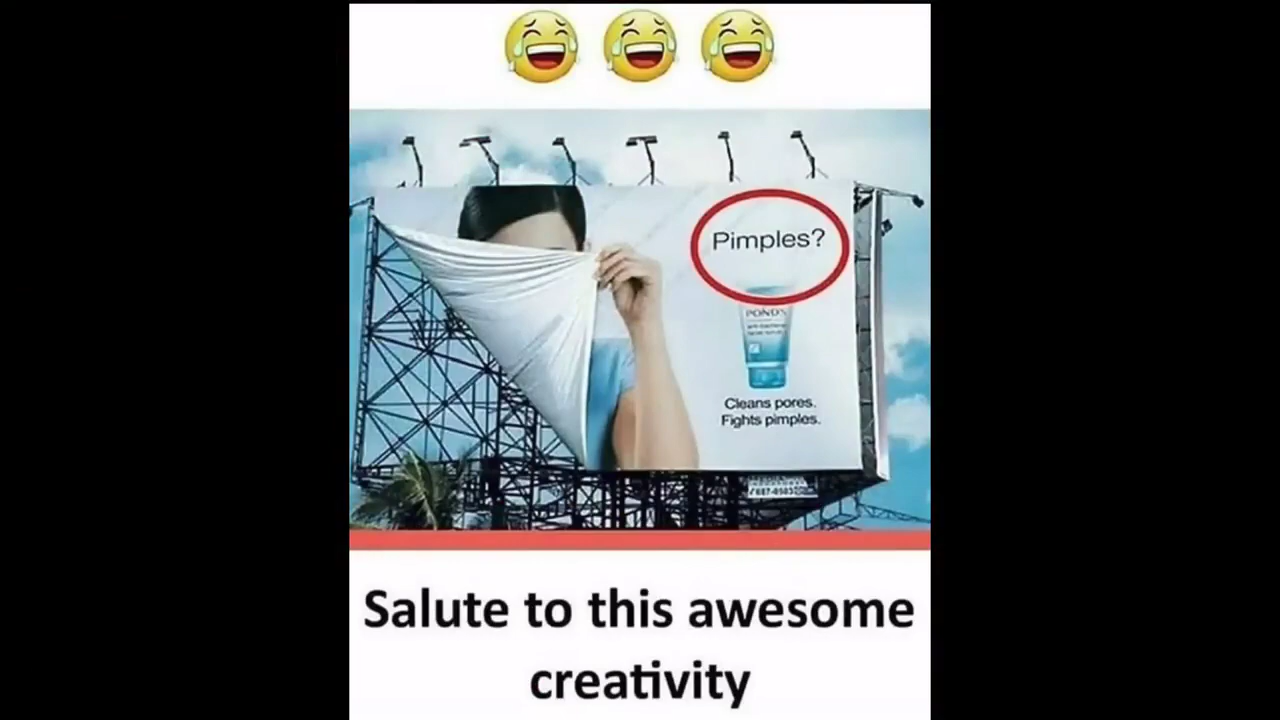 Pimples?
POND'S
Cleans pores.
Fights pimples.
Salute to this awesome
creativity